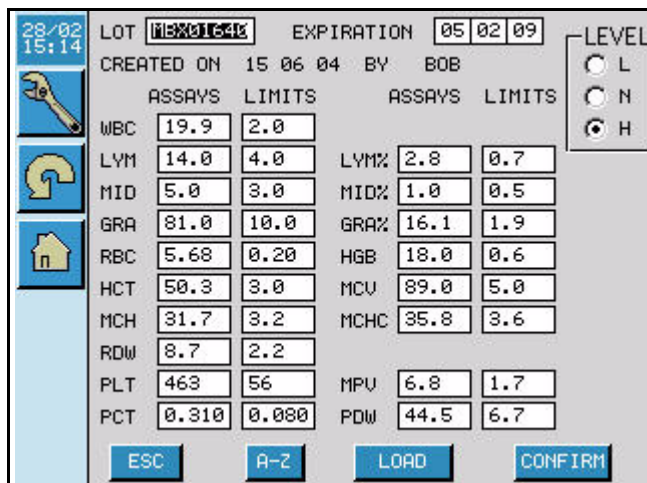 28/02
15:14
LOT MBX01640 EXPIRATION 05 02 09
LEVEL
CREATED ON 15 06 04 BY BOB
L
N
H
ASSAYS LIMITS ASSAYS LIMITS
WBC 19.9 2.0
LYM 14.0 4.0 LYM% 2.8 0.7
MID 5.0 3.0 MID% 1.0 0.5
GRA 81.0 10.0 GRA% 16.1 1.9
RBC 5.68 0.20 HGB 18.0 0.6
HCT 50.3 3.0 MCV 89.0 5.0
MCH 31.7 3.2 MCHC 35.8 3.6
RDW 8.7 2.2
PLT 463 56 MPV 6.8 1.7
PCT 0.310 0.080 PDW 44.5 6.7
ESC A-Z LOAD CONFIRM